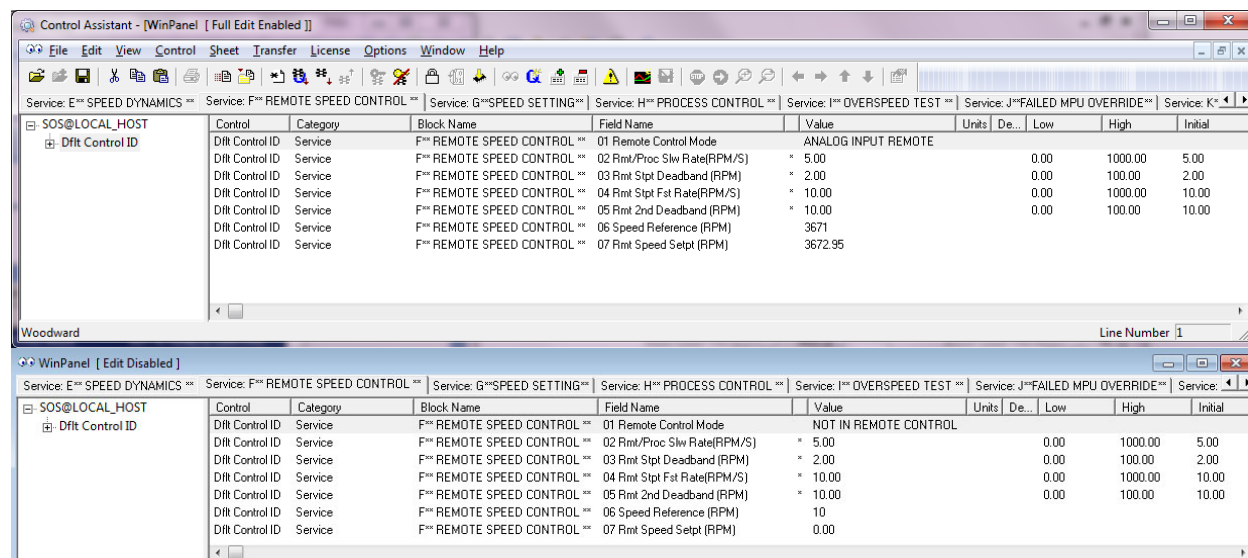 Control Assistant - [WinPanel [ Full Edit Enabled ]]
File Edit View Control Sheet Transfer License Options Window Help
Service: E** SPEED DYNAMICS ** Service: F** REMOTE SPEED CONTROL ** Service: G**SPEED SETTING** Service: H** PROCESS CONTROL ** Service: I** OVERSPEED TEST ** Service: J**FAILED MPU OVERRIDE** Service: K*
SOS@LOCAL_HOST
Dflt Control ID
Control Category Block Name Field Name Value Units De... Low High Initial
Dflt Control ID Service F** REMOTE SPEED CONTROL ** 01 Remote Control Mode ANALOG INPUT REMOTE
Dflt Control ID Service F** REMOTE SPEED CONTROL ** 02 Rmt/Proc Slw Rate(RPM/S) * 5.00 0.00 1000.00 5.00
Dflt Control ID Service F** REMOTE SPEED CONTROL ** 03 Rmt Stpt Deadband (RPM) * 2.00 0.00 100.00 2.00
Dflt Control ID Service F** REMOTE SPEED CONTROL ** 04 Rmt Stpt Fst Rate(RPM/S) * 10.00 0.00 1000.00 10.00
Dflt Control ID Service F** REMOTE SPEED CONTROL ** 05 Rmt 2nd Deadband (RPM) * 10.00 0.00 100.00 10.00
Dflt Control ID Service F** REMOTE SPEED CONTROL ** 06 Speed Reference (RPM) 3671
Dflt Control ID Service F** REMOTE SPEED CONTROL ** 07 Rmt Speed Setpt (RPM) 3672.95
Woodward Line Number 1
WinPanel [ Edit Disabled ]
Service: E** SPEED DYNAMICS ** Service: F** REMOTE SPEED CONTROL ** Service: G**SPEED SETTING** Service: H** PROCESS CONTROL ** Service: I** OVERSPEED TEST ** Service: J**FAILED MPU OVERRIDE** Service:
SOS@LOCAL_HOST
Dflt Control ID
Control Category Block Name Field Name Value Units De... Low High Initial
Dflt Control ID Service F** REMOTE SPEED CONTROL ** 01 Remote Control Mode NOT IN REMOTE CONTROL
Dflt Control ID Service F** REMOTE SPEED CONTROL ** 02 Rmt/Proc Slw Rate(RPM/S) * 5.00 0.00 1000.00 5.00
Dflt Control ID Service F** REMOTE SPEED CONTROL ** 03 Rmt Stpt Deadband (RPM) * 2.00 0.00 100.00 2.00
Dflt Control ID Service F** REMOTE SPEED CONTROL ** 04 Rmt Stpt Fst Rate(RPM/S) * 10.00 0.00 1000.00 10.00
Dflt Control ID Service F** REMOTE SPEED CONTROL ** 05 Rmt 2nd Deadband (RPM) * 10.00 0.00 100.00 10.00
Dflt Control ID Service F** REMOTE SPEED CONTROL ** 06 Speed Reference (RPM) 10
Dflt Control ID Service F** REMOTE SPEED CONTROL ** 07 Rmt Speed Setpt (RPM) 0.00